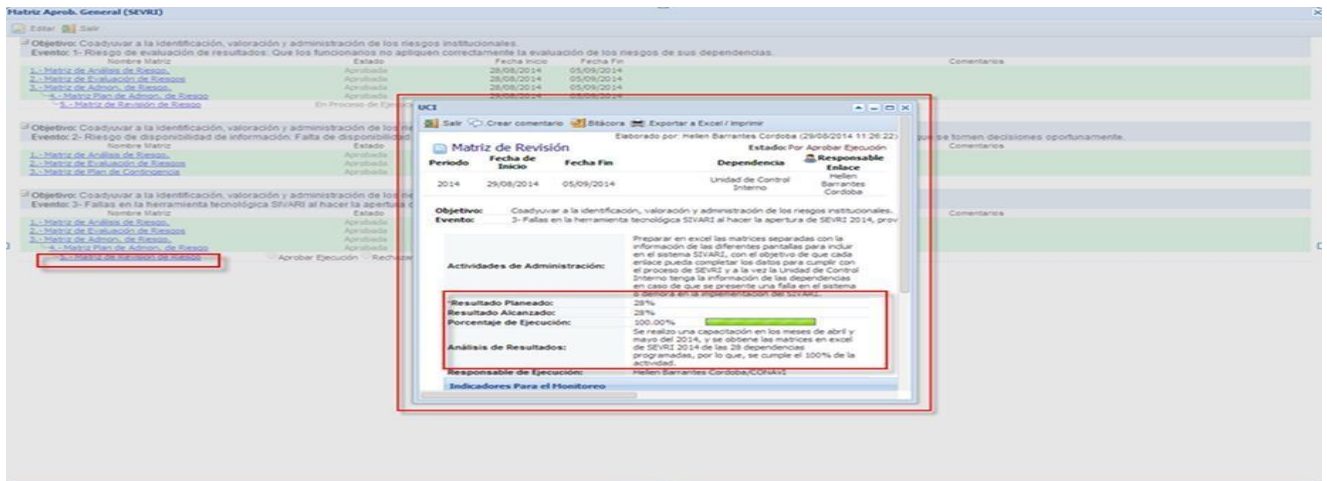 Matriz Aprob. General (SEVRI)
Editar Salir
Objetivo: Coadyuvar a la identificación, valoración y administración de los riesgos institucionales.
Evento: 1- Riesgo de evaluación de resultados: Que los funcionarios no apliquen correctamente la evaluación de los riesgos de sus dependencias.
Nombre Matriz Estado Fecha Inicio Fecha Fin Comentarios
1.- Matriz de Análisis de Riesgo. Aprobada 28/08/2014 05/09/2014
2.- Matriz de Evaluación de Riesgos Aprobada 28/08/2014 05/09/2014
3.- Matriz de Admon. de Riesgo Aprobada 28/08/2014 05/09/2014
4.- Matriz Plan de Admon. de Riesgo Aprobada 29/08/2014 05/09/2014
5.- Matriz de Revisión de Riesgo En Proceso de
Objetivo: Coadyuvar a la identificación, valoración y administración de los
Evento: 2- Riesgo de disponibilidad de información: Falta de disponibilidad que se tomen decisiones oportunamente.
Nombre Matriz Estado Comentarios
1.- Matriz de Análisis de Riesgo. Aprobada
2.- Matriz de Evaluación de Riesgos Aprobada
3.- Matriz de Plan de Contingencia Aprobada
Objetivo: Coadyuvar a la identificación, valoración y administración de los
Evento: 3- Fallas en la herramienta tecnológica SIVARI al hacer la apertura
Nombre Matriz Estado Comentarios
1.- Matriz de Análisis de Riesgo. Aprobada
2.- Matriz de Evaluación de Riesgos Aprobada
3.- Matriz de Admon. de Riesgo. Aprobada
4.- Matriz Plan de Admon. de Riesgo Aprobada
5.- Matriz de Revisión de Riesgo Aprobar Ejecución
UCI
Salir Crear comentario Bitácora Exportar a Excel / Imprimir
Elaborado por: Hellen Barrantes Cordoba (29/08/2014 11:26:22)
Matriz de Revisión Estado: Por Aprobar Ejecución
Periodo Fecha de Inicio Fecha Fin Dependencia Responsable Enlace
2014 29/08/2014 05/09/2014 Unidad de Control Interno Hellen Barrantes Cordoba
Objetivo: Coadyuvar a la identificación, valoración y administración de los riesgos institucionales.
Evento: 3- Fallas en la herramienta tecnológica SIVARI al hacer la apertura de SEVRI 2014, prov
Actividades de Administración:
Preparar en excel las matrices separadas con la
información de las diferentes pantallas para incluir
en el sistema SIVARI, con el objetivo de que cada
enlace pueda completar los datos para cumplir con
el proceso de SEVRI y a la vez la Unidad de Control
Interno tenga la información de las dependencias
en caso de que se presente una falla en el sistema
o demora en la implementación del SIVARI.
*Resultado Planeado: 28%
Resultado Alcanzado: 28%
Porcentaje de Ejecución: 100.00%
Análisis de Resultados:
Se realizo una capacitación en los meses de abril y
mayo del 2014, y se obtiene las matrices en excel
de SEVRI 2014 de las 28 dependencias
programadas, por lo que, se cumple el 100% de la
actividad.
Responsable de Ejecución: Hellen Barrantes Cordoba/CONAVI
Indicadores Para el Monitoreo